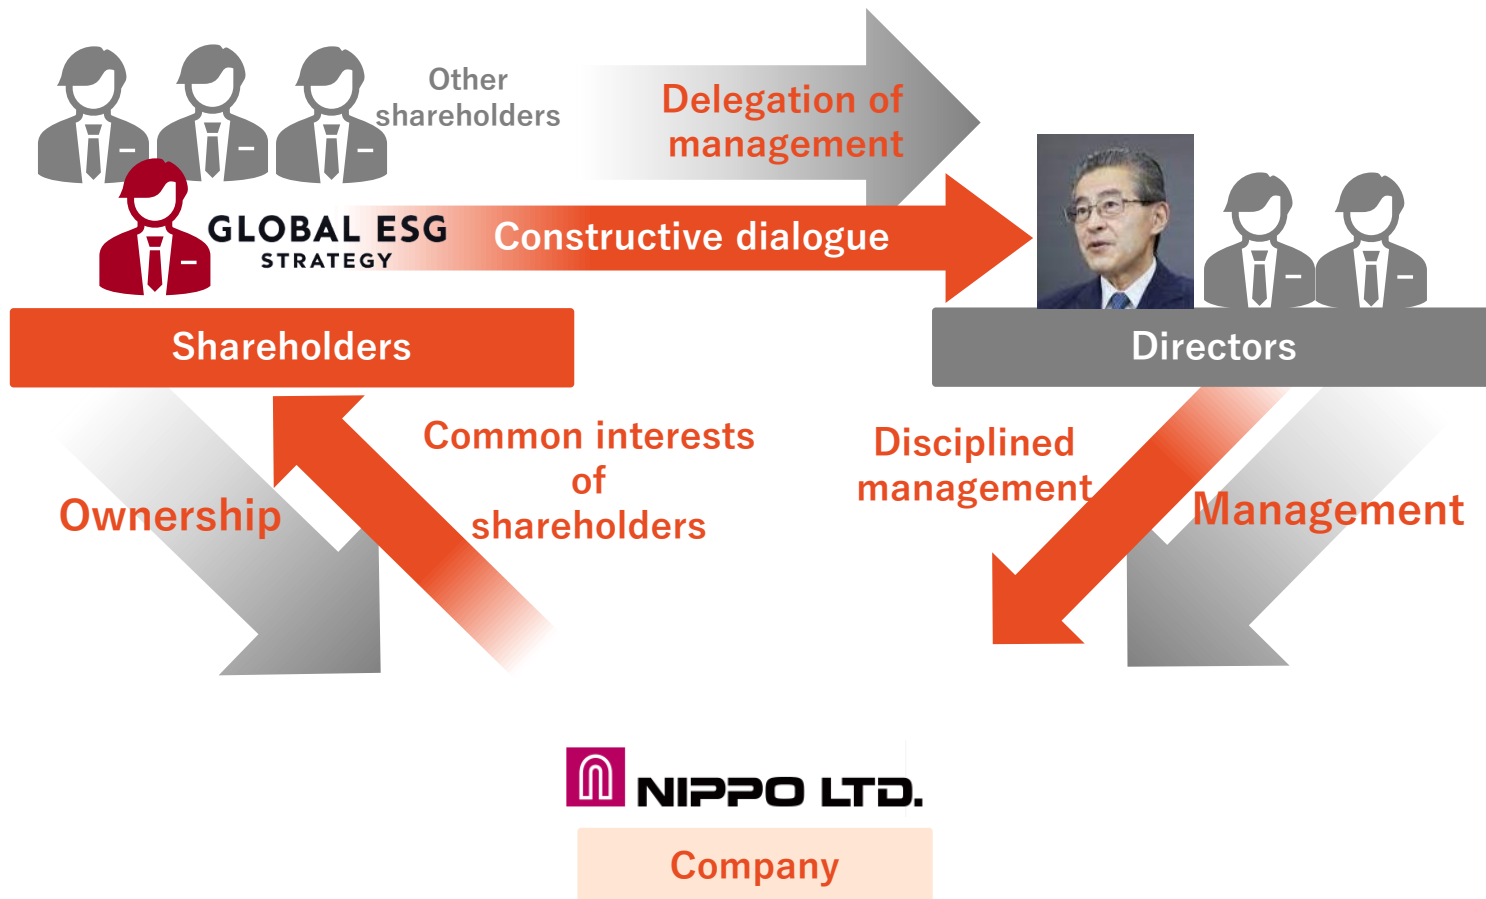 Other
shareholders
Delegation of
management
GLOBAL ESG
STRATEGY
Constructive dialogue
Shareholders
Directors
Common interests
of
shareholders
Disciplined
management
Ownership
Management
NIPPO LTD.
Company